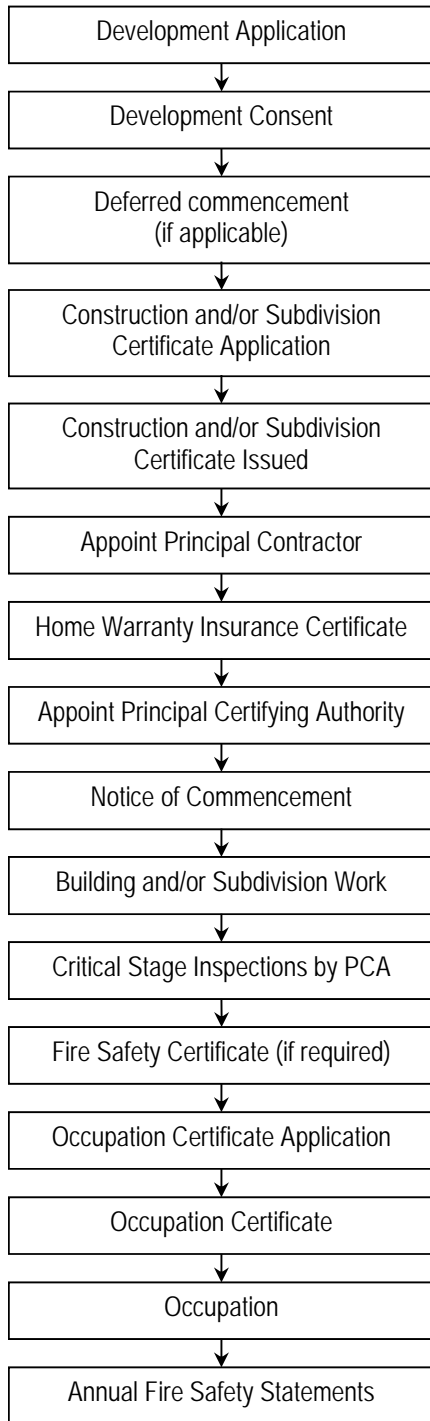 Development Application
Development Consent
Deferred commencement
(if applicable)
Construction and/or Subdivision
Certificate Application
Construction and/or Subdivision
Certificate Issued
Appoint Principal Contractor
Home Warranty Insurance Certificate
Appoint Principal Certifying Authority
Notice of Commencement
Building and/or Subdivision Work
Critical Stage Inspections by PCA
Fire Safety Certificate (if required)
Occupation Certificate Application
Occupation Certificate
Occupation
Annual Fire Safety Statements